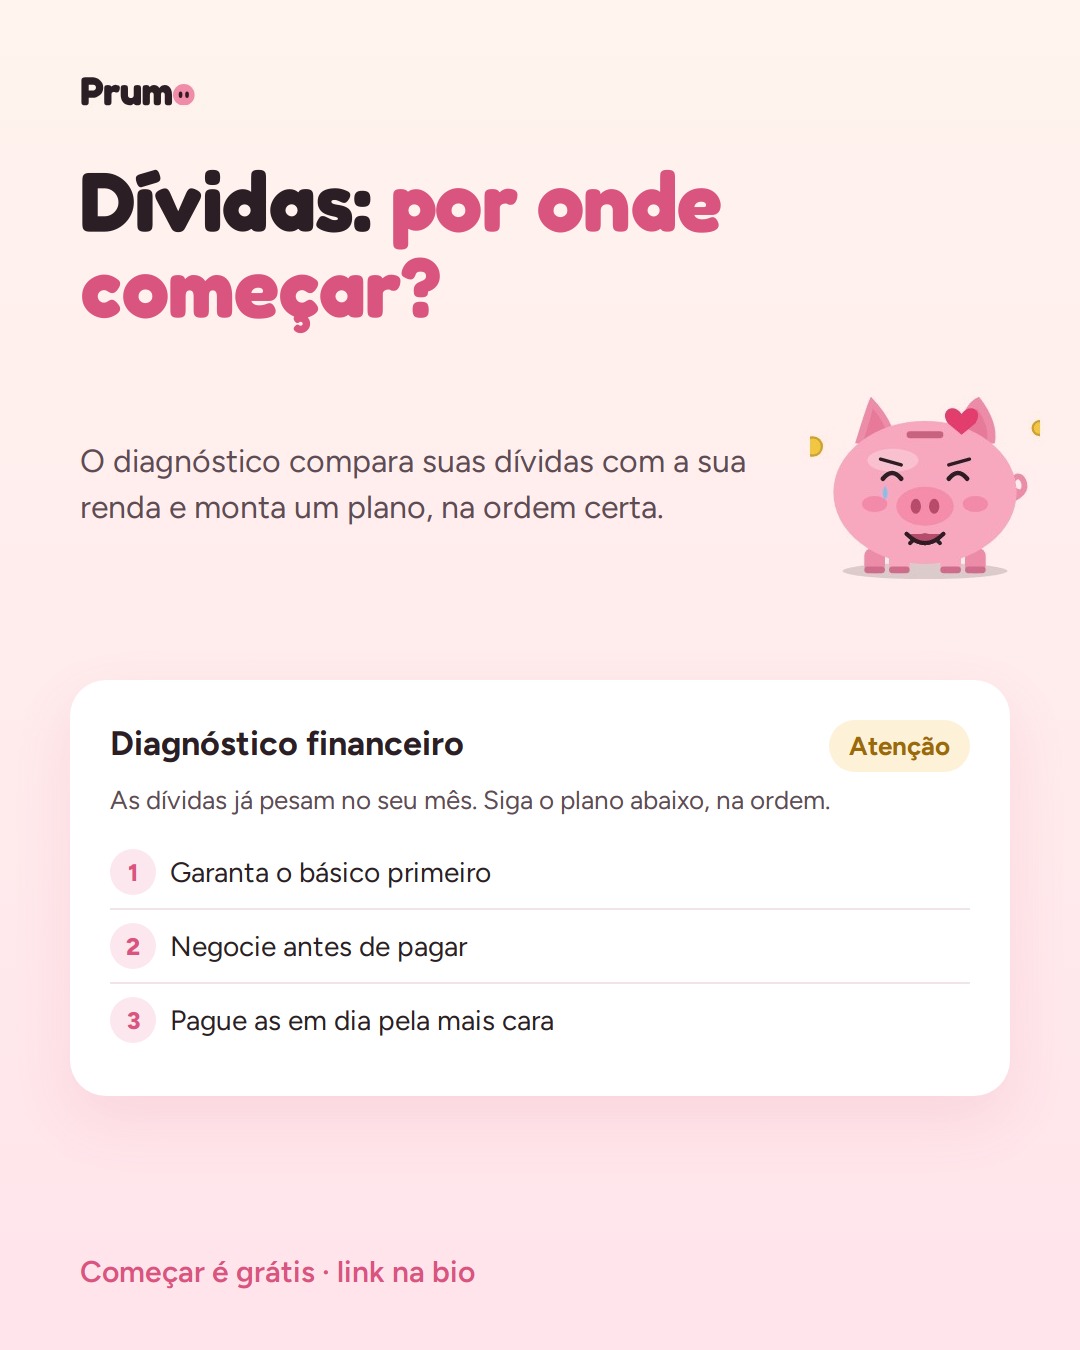 Prumo
Dívidas: por onde
começar?
O diagnóstico compara suas dívidas com a sua
renda e monta um plano, na ordem certa.
Diagnóstico financeiro
Atenção
As dívidas já pesam no seu mês. Siga o plano abaixo, na ordem.
1 Garanta o básico primeiro
2 Negocie antes de pagar
3 Pague as em dia pela mais cara
Começar é grátis · link na bio